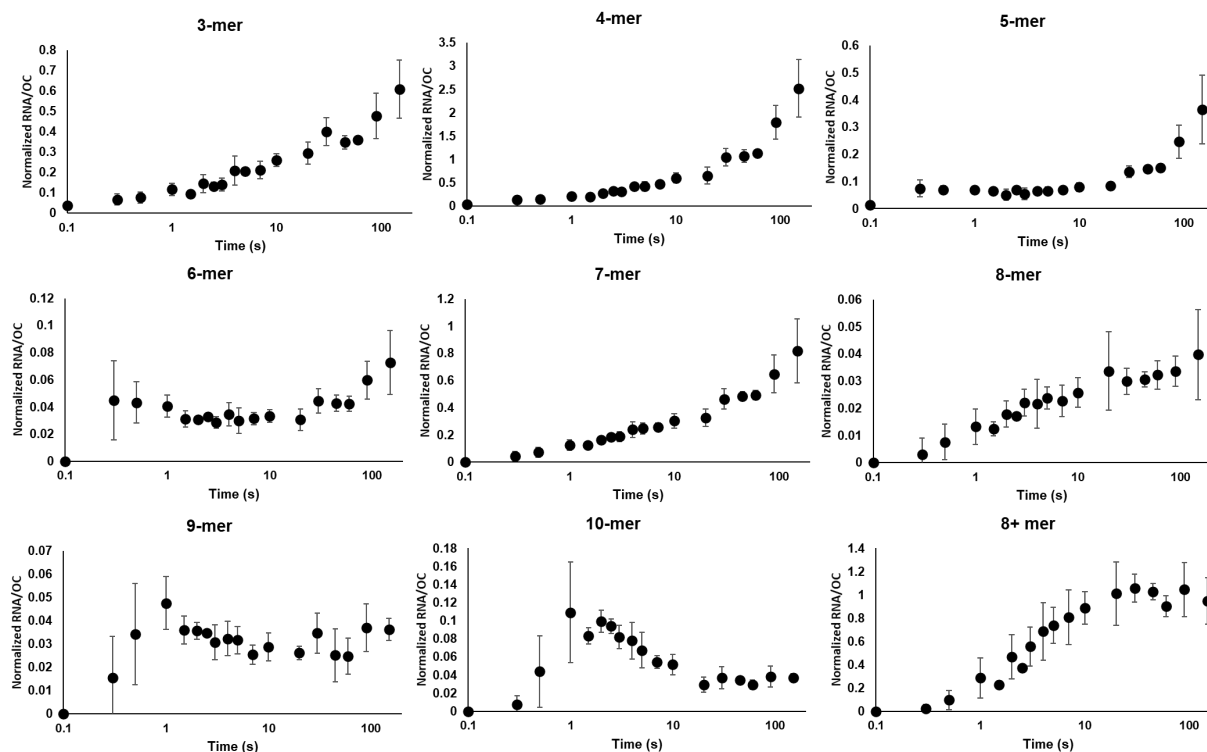 3-mer
Normalized RNA/OC
0.8
0.7
0.6
0.5
0.4
0.3
0.2
0.1
0
0.1 1 10 100
Time (s)
4-mer
Normalized RNA/OC
3.5
3
2.5
2
1.5
1
0.5
0
0.1 1 10 100
Time (s)
5-mer
Normalized RNA/OC
0.6
0.5
0.4
0.3
0.2
0.1
0
0.1 1 10 100
Time (s)
6-mer
Normalized RNA/OC
0.12
0.1
0.08
0.06
0.04
0.02
0
0.1 1 10 100
Time (s)
7-mer
Normalized RNA/OC
1.2
1
0.8
0.6
0.4
0.2
0
0.1 1 10 100
Time (s)
8-mer
Normalized RNA/OC
0.06
0.05
0.04
0.03
0.02
0.01
0
0.1 1 10 100
Time (s)
9-mer
Normalized RNA/OC
0.07
0.06
0.05
0.04
0.03
0.02
0.01
0
0.1 1 10 100
Time (s)
10-mer
Normalized RNA/OC
0.18
0.16
0.14
0.12
0.1
0.08
0.06
0.04
0.02
0
0.1 1 10 100
Time (s)
8+ mer
Normalized RNA/OC
1.4
1.2
1
0.8
0.6
0.4
0.2
0
0.1 1 10 100
Time (s)